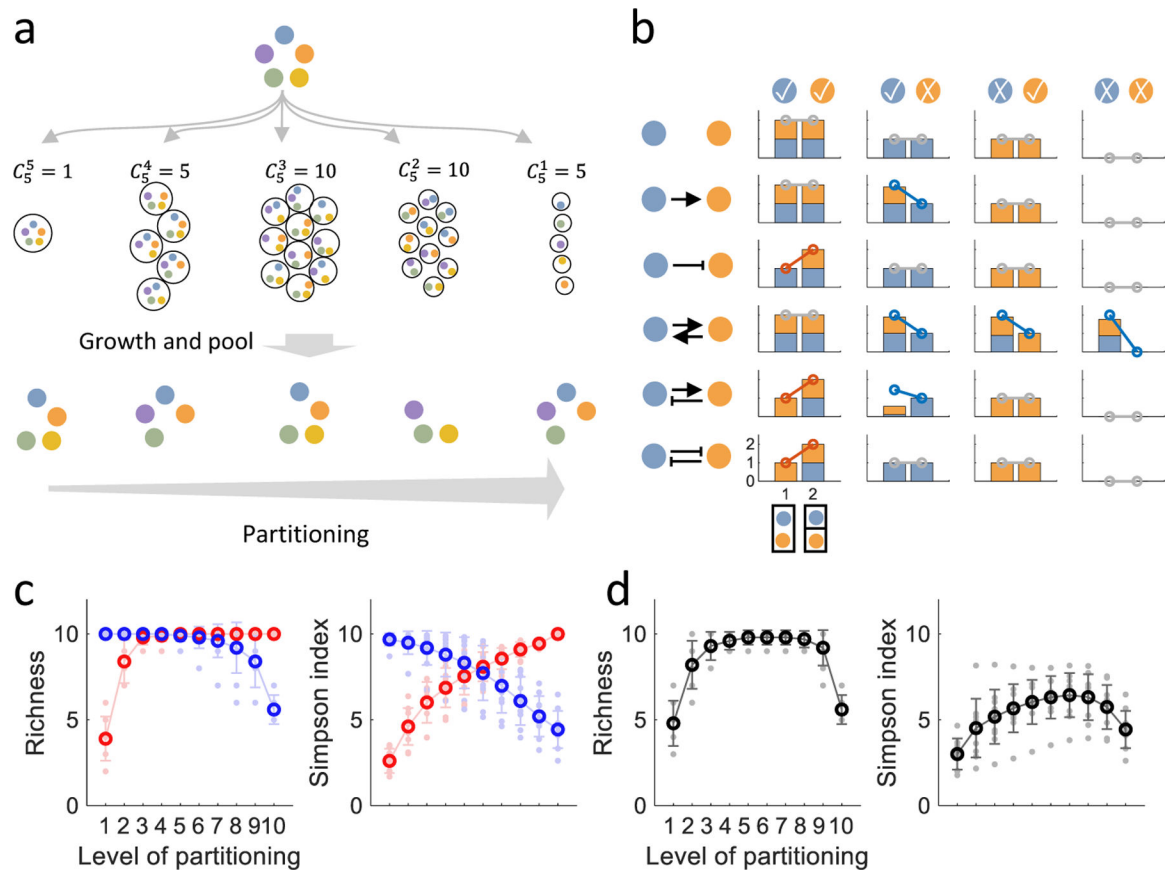 a
C₅⁵ = 1
C₅⁴ = 5
C₅³ = 10
C₅² = 10
C₅¹ = 5
Growth and pool
Partitioning
b
2
1
0
1 2
c
Richness
10
5
0
1 2 3 4 5 6 7 8 9 10
Level of partitioning
Simpson index
10
5
0
d
Richness
10
5
0
1 2 3 4 5 6 7 8 9 10
Level of partitioning
Simpson index
10
5
0